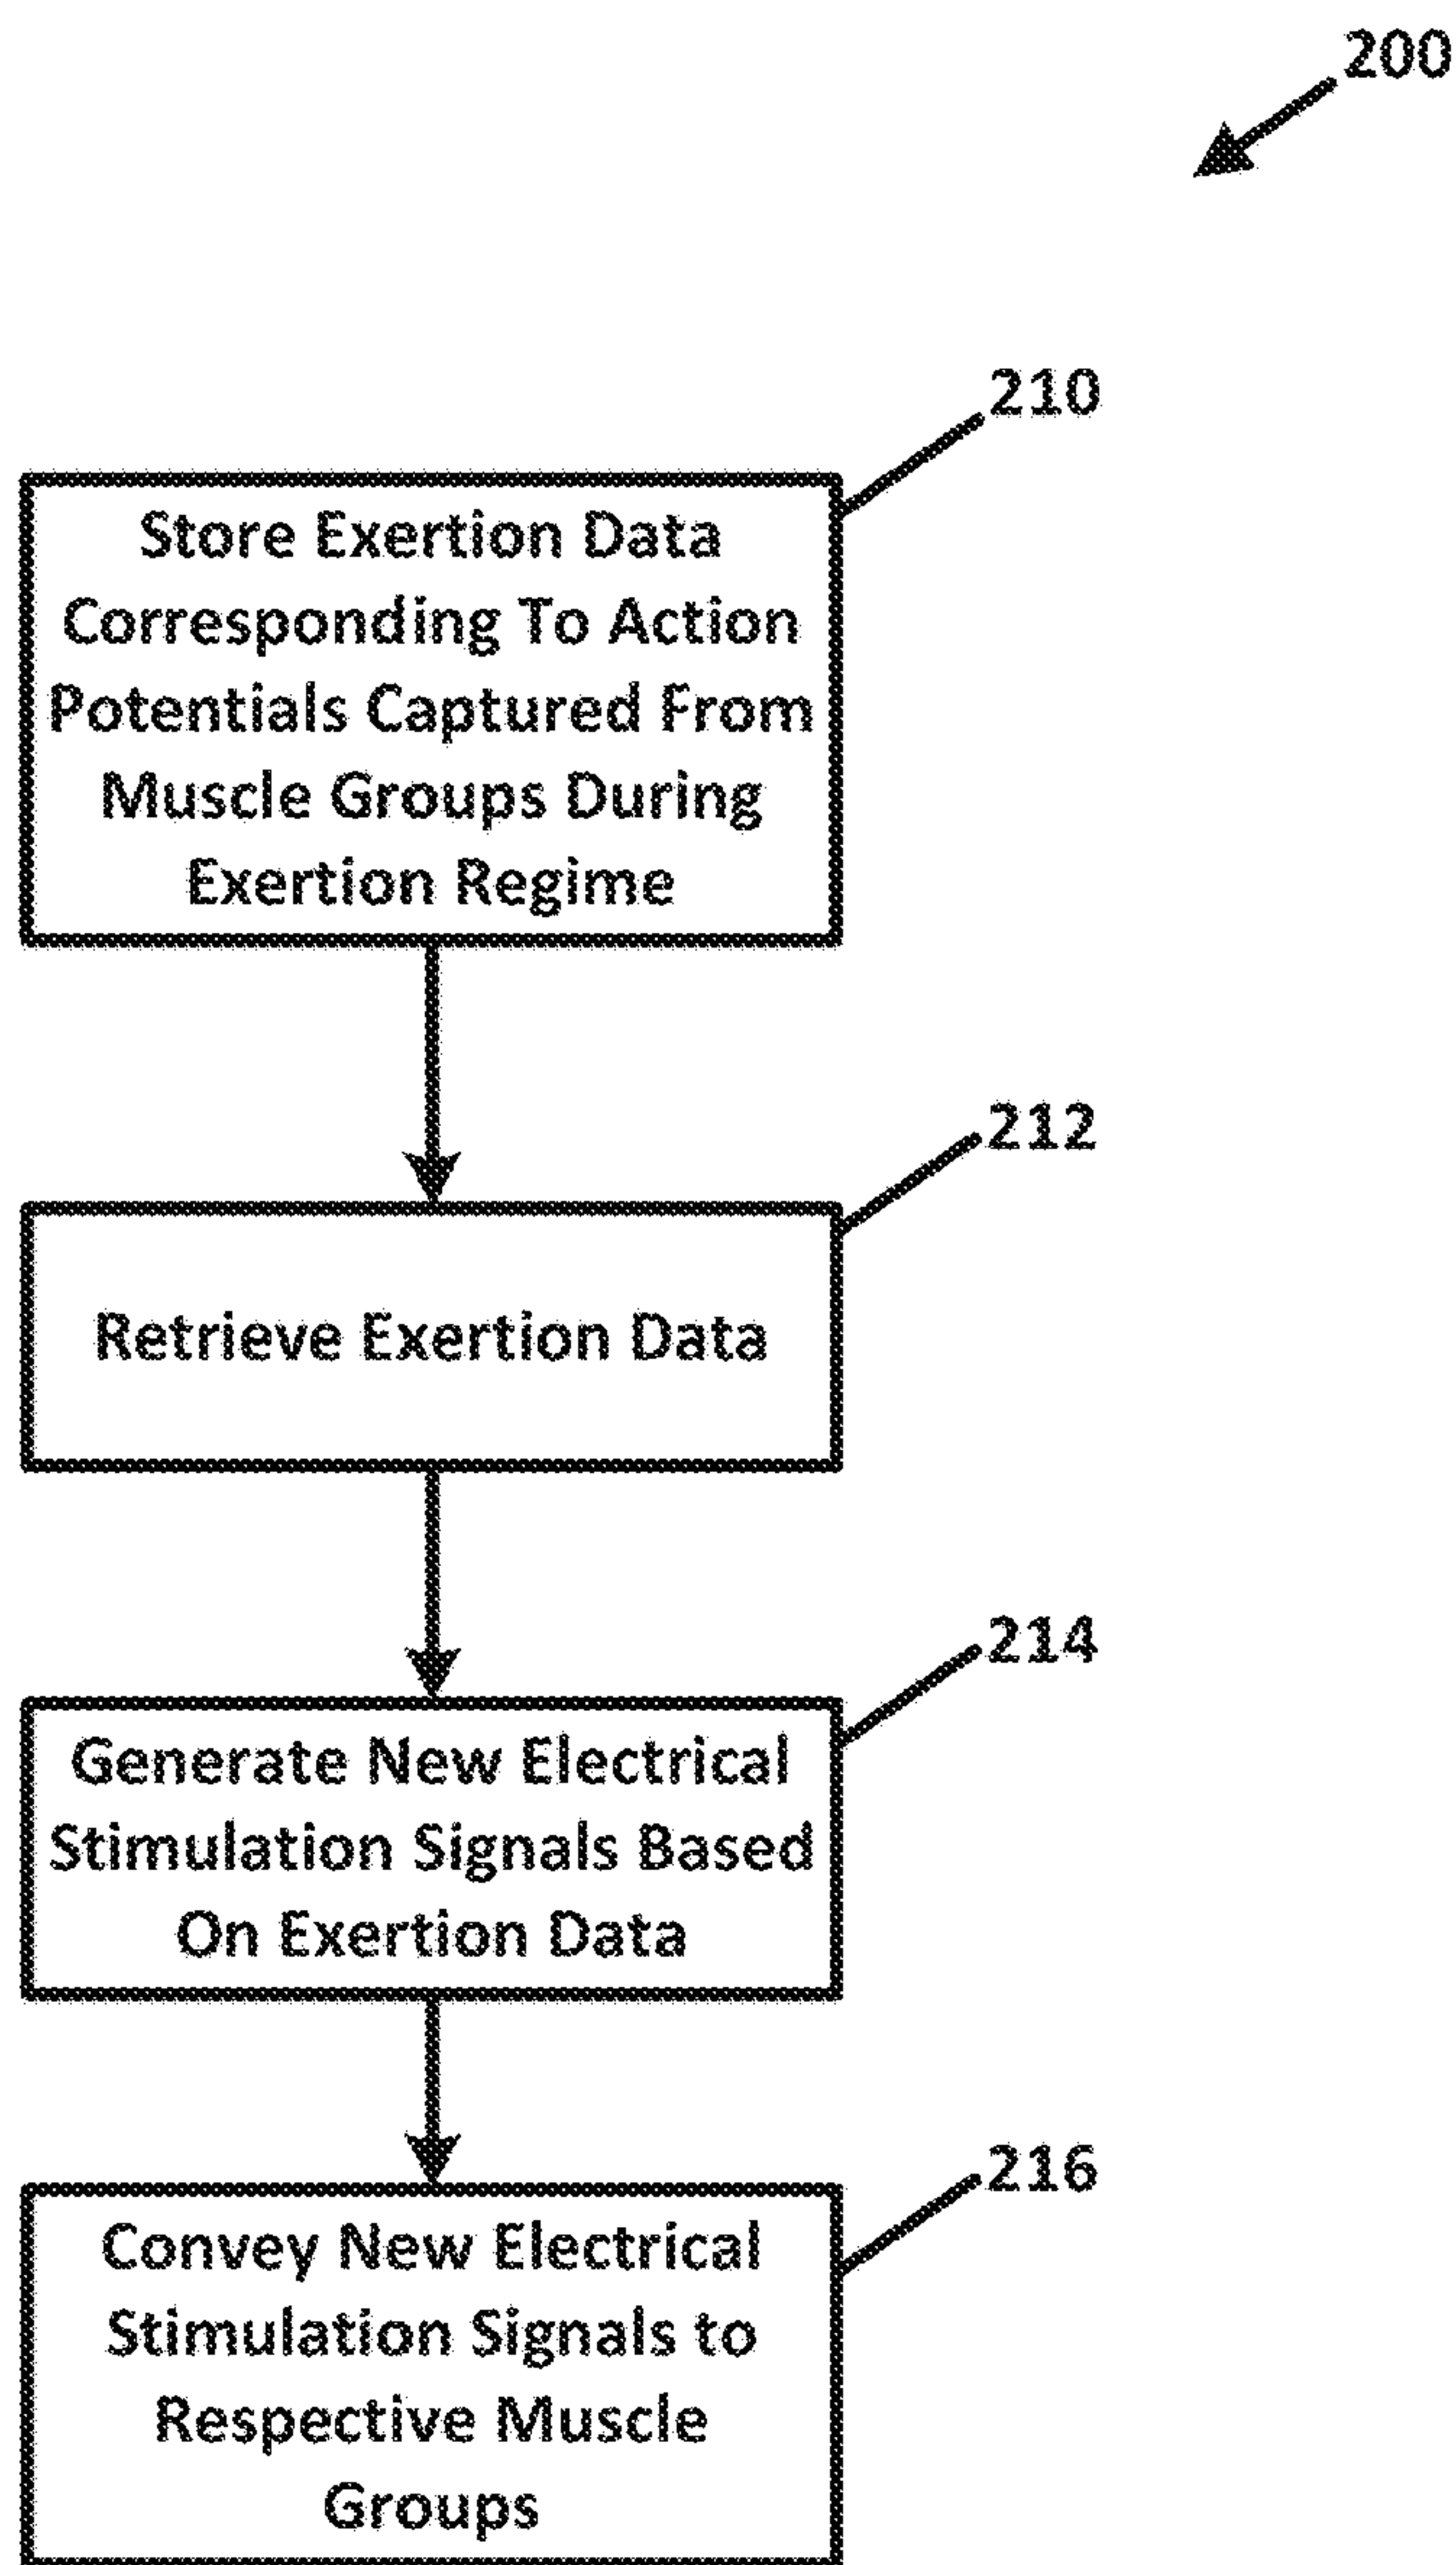 200
210
Store Exertion Data
Corresponding To Action
Potentials Captured From
Muscle Groups During
Exertion Regime
212
Retrieve Exertion Data
214
Generate New Electrical
Stimulation Signals Based
On Exertion Data
216
Convey New Electrical
Stimulation Signals to
Respective Muscle
Groups